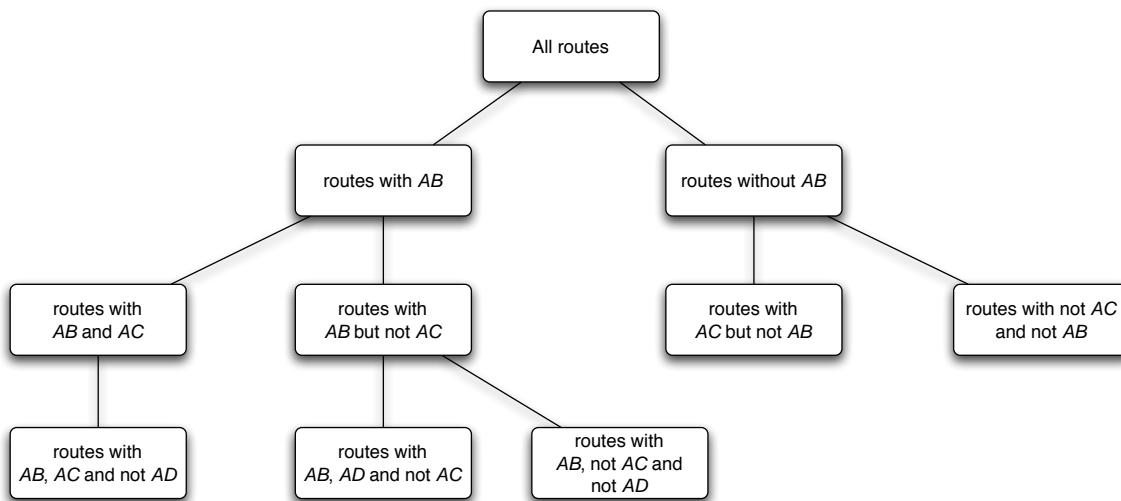 All routes
routes with AB
routes without AB
routes with
AB and AC
routes with
AB but not AC
routes with
AC but not AB
routes with not AC
and not AB
routes with
AB, AC and not AD
routes with
AB, AD and not AC
routes with
AB, not AC and
not AD